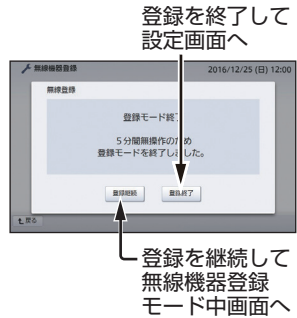 登録を終了して
設定画面へ
無線機器登録 2016/12/25 (日) 12:00
無線登録
登録モード終了
5分間無操作のため
登録モードを終了しました。
登録継続 登録終了
戻る
登録を継続して
無線機器登録
モード中画面へ